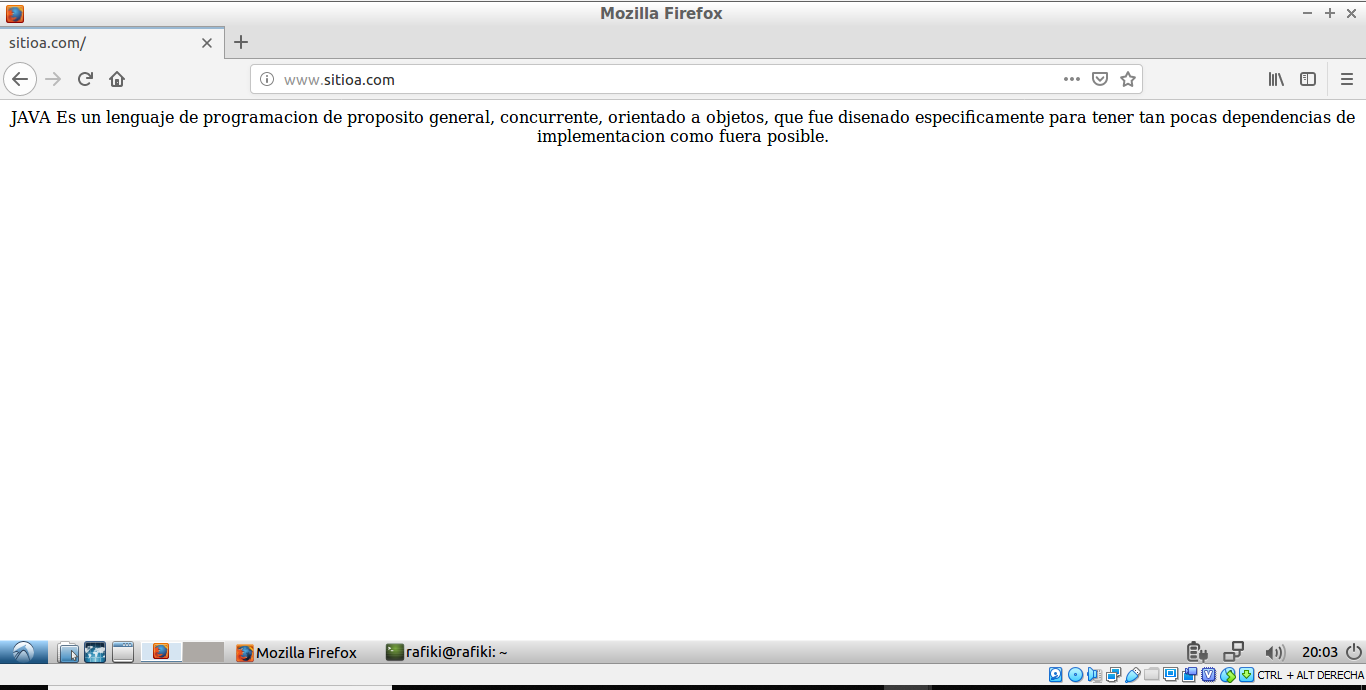 Mozilla Firefox
sitioa.com/
www.sitioa.com
JAVA Es un lenguaje de programacion de proposito general, concurrente, orientado a objetos, que fue disenado especificamente para tener tan pocas dependencias de
implementacion como fuera posible.
Mozilla Firefox
rafiki@rafiki: ~
20:03
CTRL + ALT DERECHA